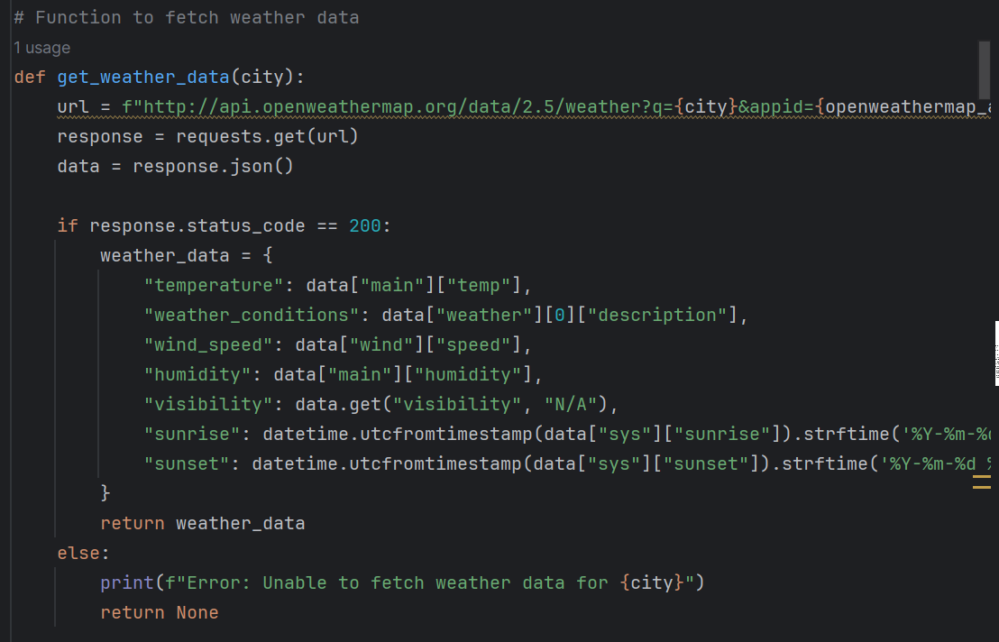 # Function to fetch weather data
1 usage
def get_weather_data(city):
    url = f"http://api.openweathermap.org/data/2.5/weather?q={city}&appid={openweathermap_a
    response = requests.get(url)
    data = response.json()

    if response.status_code == 200:
        weather_data = {
            "temperature": data["main"]["temp"],
            "weather_conditions": data["weather"][0]["description"],
            "wind_speed": data["wind"]["speed"],
            "humidity": data["main"]["humidity"],
            "visibility": data.get("visibility", "N/A"),
            "sunrise": datetime.utcfromtimestamp(data["sys"]["sunrise"]).strftime('%Y-%m-%d
            "sunset": datetime.utcfromtimestamp(data["sys"]["sunset"]).strftime('%Y-%m-%d %
        }
        return weather_data
    else:
        print(f"Error: Unable to fetch weather data for {city}")
        return None